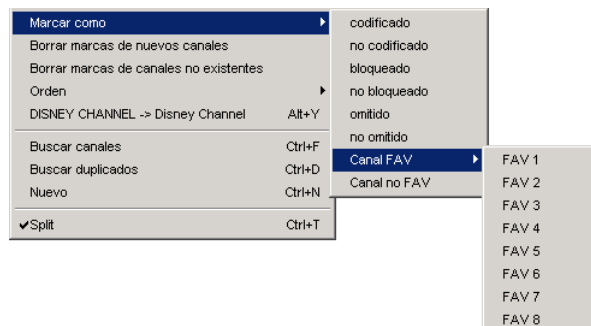 Marcar como
Borrar marcas de nuevos canales
Borrar marcas de canales no existentes
Orden
DISNEY CHANNEL -> Disney Channel Alt+Y
Buscar canales Ctrl+F
Buscar duplicados Ctrl+D
Nuevo Ctrl+N
Split Ctrl+T
codificado
no codificado
bloqueado
no bloqueado
omitido
no omitido
Canal FAV
Canal no FAV
FAV 1
FAV 2
FAV 3
FAV 4
FAV 5
FAV 6
FAV 7
FAV 8